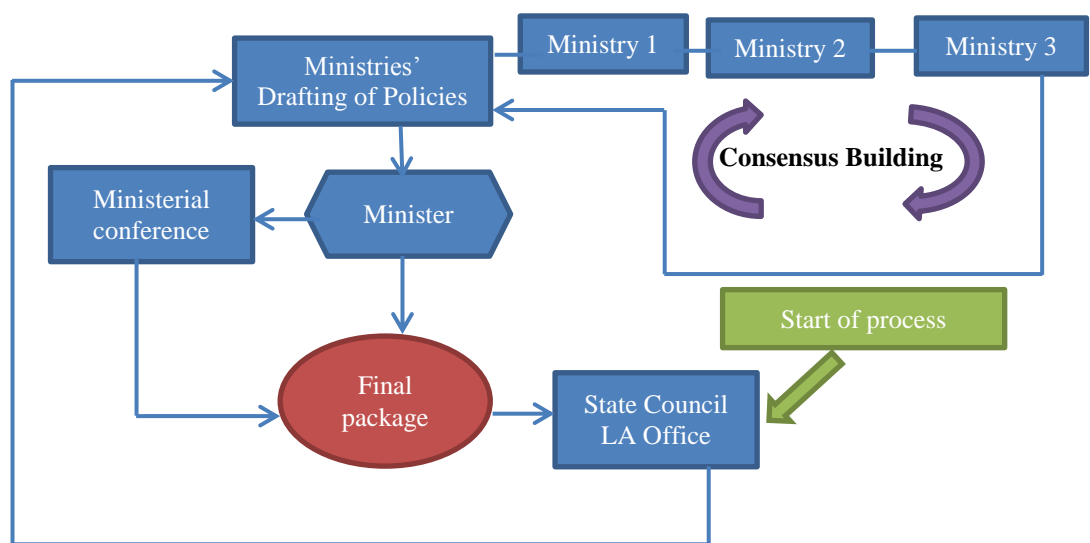 Ministry 1
Ministry 2
Ministry 3
Ministries’
Drafting of Policies
Consensus Building
Ministerial
conference
Minister
Start of process
Final
package
State Council
LA Office